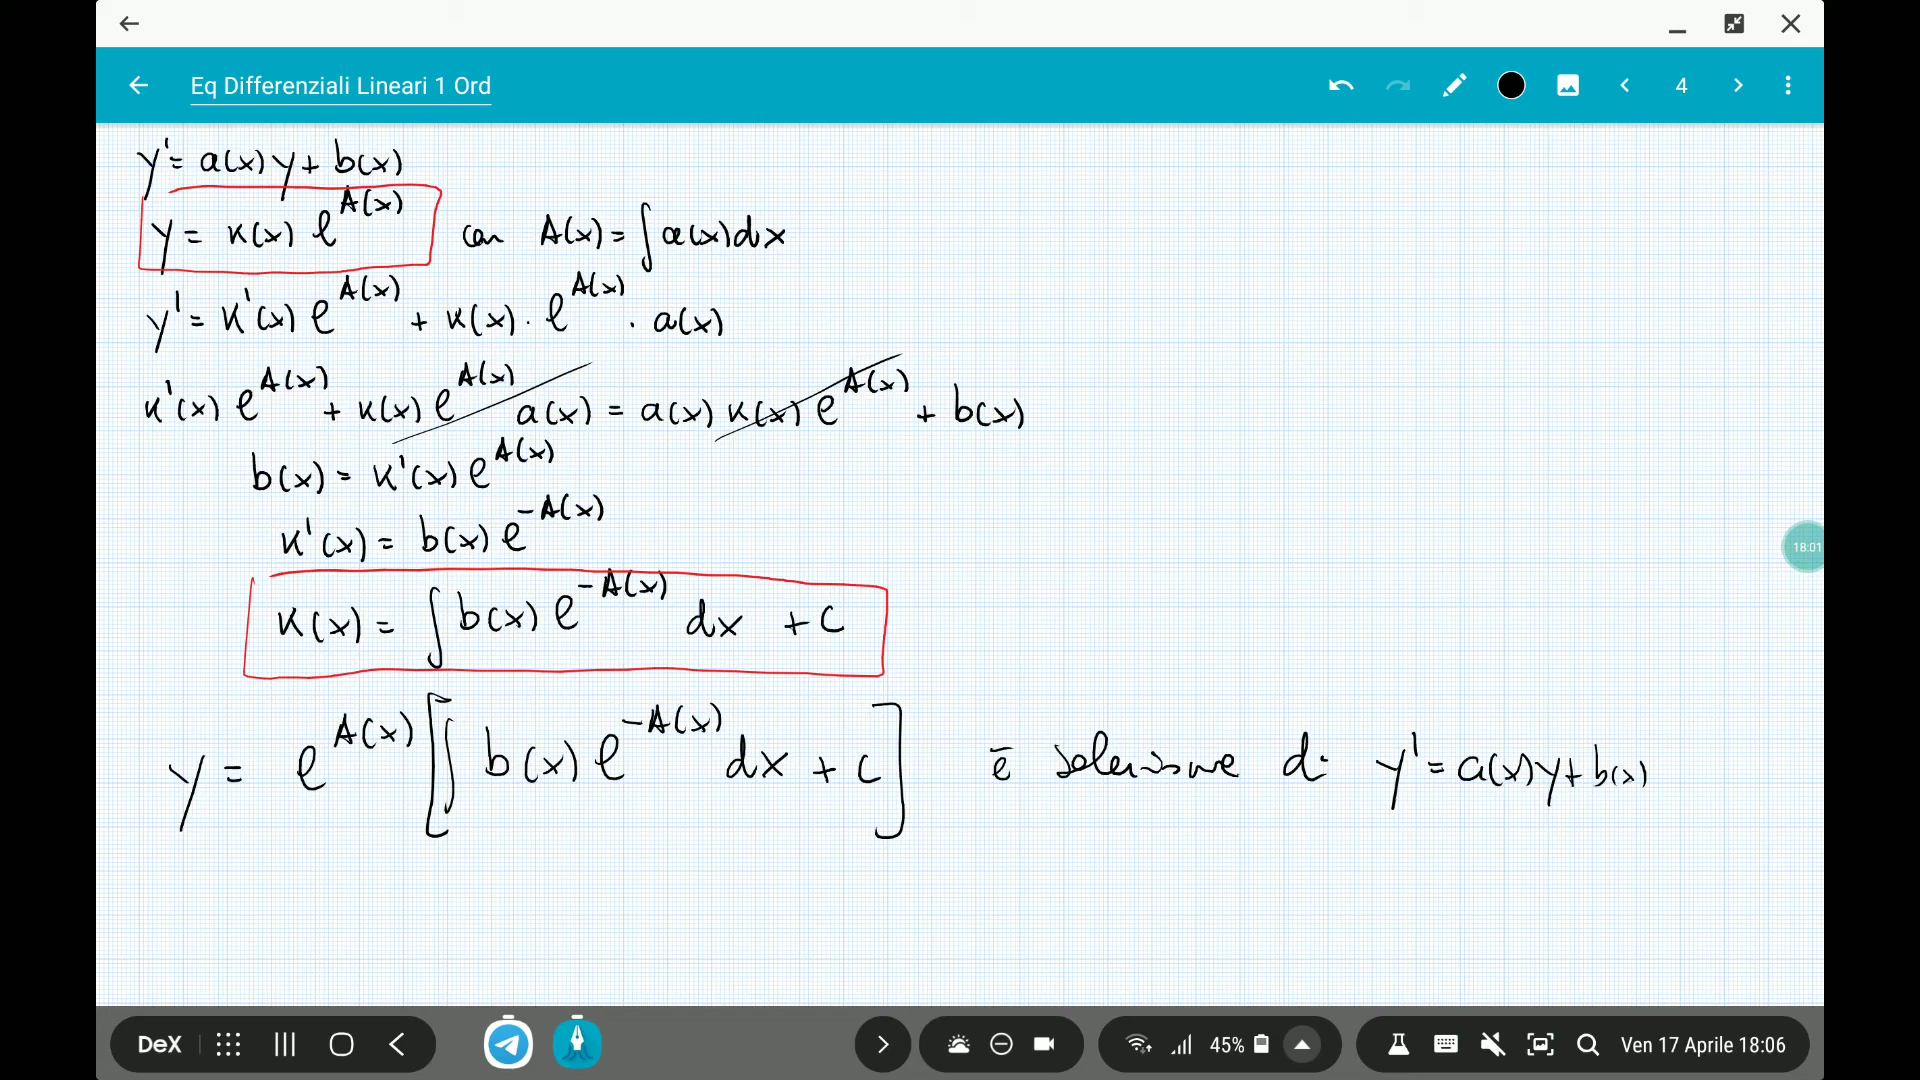 Eq Differenziali Lineari 1 Ord
4
y' = a(x) y + b(x)
y = K(x) e^A(x) con A(x) = ∫ a(x) dx
y' = K'(x) e^A(x) + K(x) · e^A(x) · a(x)
K'(x) e^A(x) + K(x) e^A(x) a(x) = a(x) K(x) e^A(x) + b(x)
b(x) = K'(x) e^A(x)
K'(x) = b(x) e^-A(x)
18:01
K(x) = ∫ b(x) e^-A(x) dx + c
y = e^A(x) [ ∫ b(x) e^-A(x) dx + c ] è soluzione di y' = a(x) y + b(x)
DeX
45%
Ven 17 Aprile 18:06